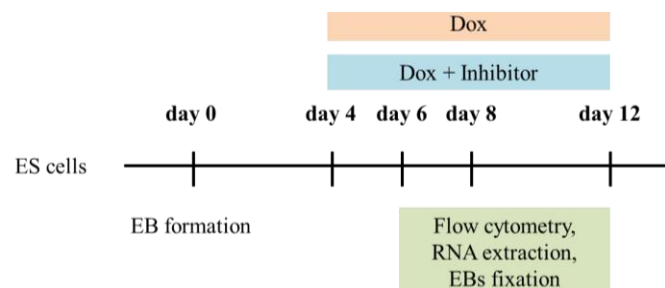 Dox
Dox + Inhibitor
day 0
day 4
day 6
day 8
day 12
ES cells
EB formation
Flow cytometry,
RNA extraction,
EBs fixation